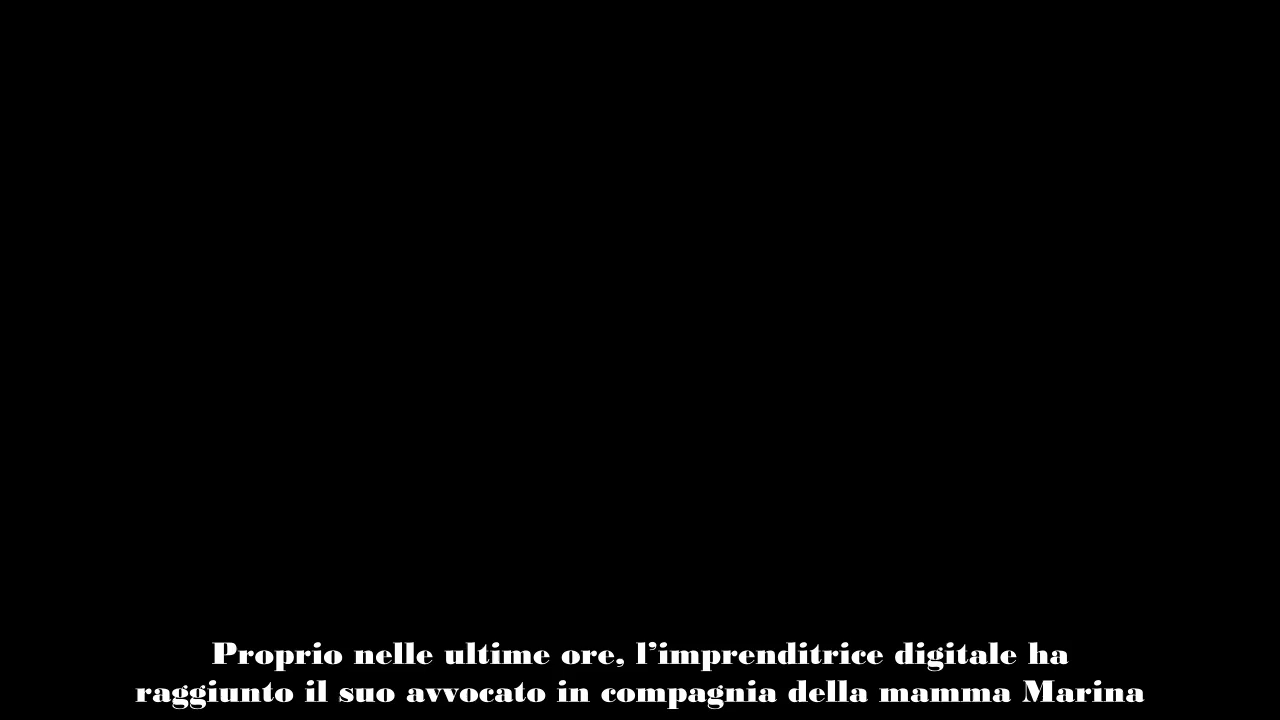 Proprio nelle ultime ore, l’imprenditrice digitale ha
raggiunto il suo avvocato in compagnia della mamma Marina